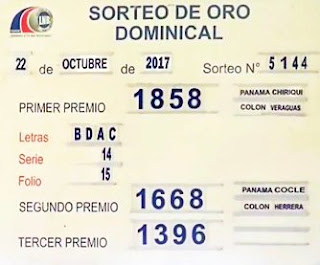 SORTEO DE ORO
DOMINICAL
22 de OCTUBRE de 2017 Sorteo N° 5144
PRIMER PREMIO 1858 PANAMA CHIRIQUI
COLON VERAGUAS
Letras BDAC
Serie 14
Folio 15
SEGUNDO PREMIO 1668 PANAMA COCLE
COLON HERRERA
TERCER PREMIO 1396